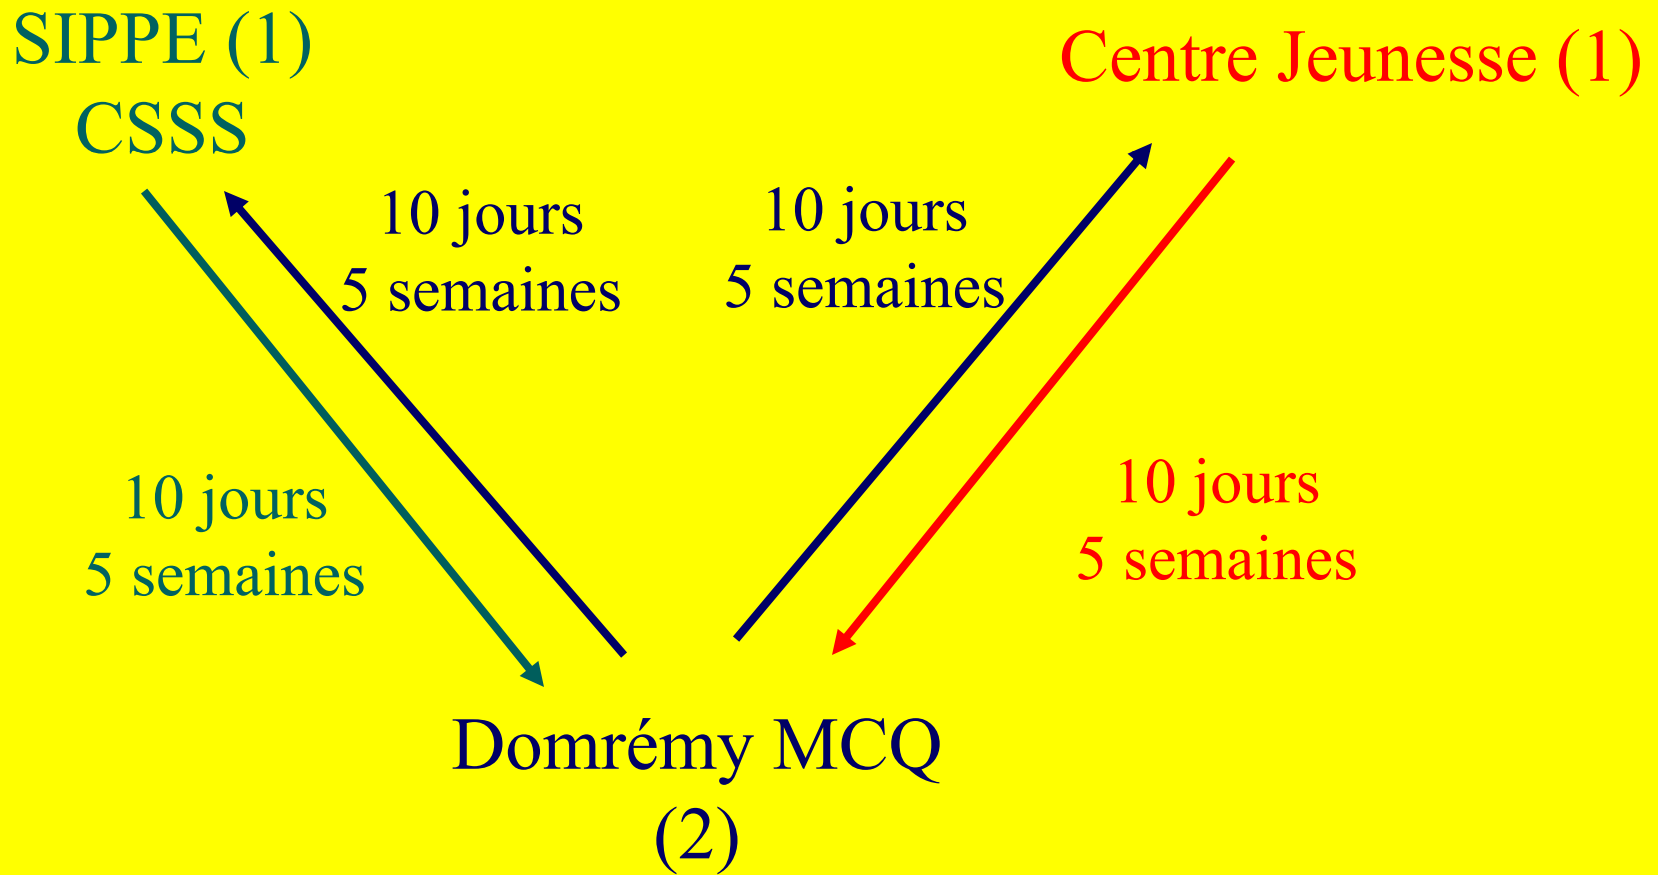 SIPPE (1)
CSSS
Centre Jeunesse (1)
10 jours
5 semaines
10 jours
5 semaines
10 jours
5 semaines
10 jours
5 semaines
Domrémy MCQ
(2)